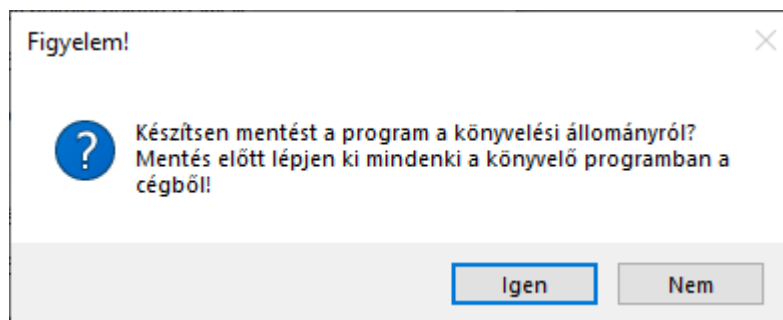 Figyelem!
Készítsen mentést a program a könyvelési állományról?
Mentés előtt lépjen ki mindenki a könyvelő programban a
cégből!
Igen
Nem